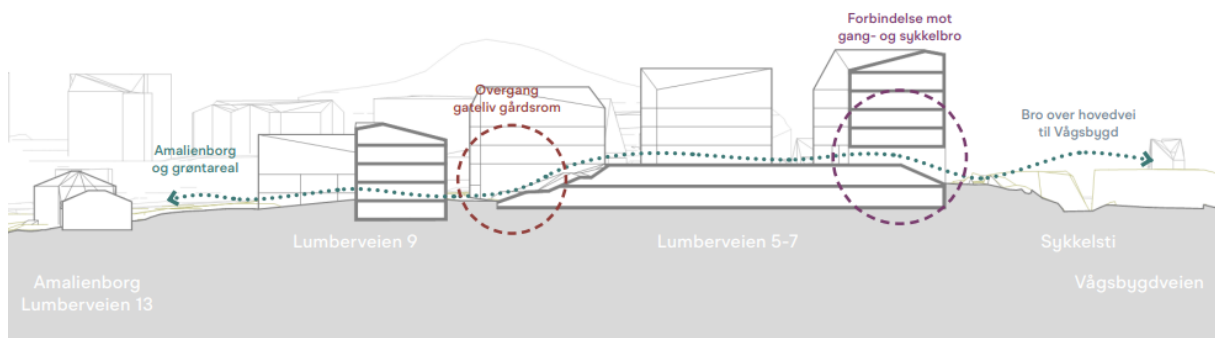 Forbindelse mot
gang- og sykkelbro
Overgang
gateliv gårdsrom
Bro over hovedvei
til Vågsbygd
Amalienborg
og grøntareal
Lumberveien 9
Lumberveien 5-7
Sykkelsti
Amalienborg
Lumberveien 13
Vågsbygdveien